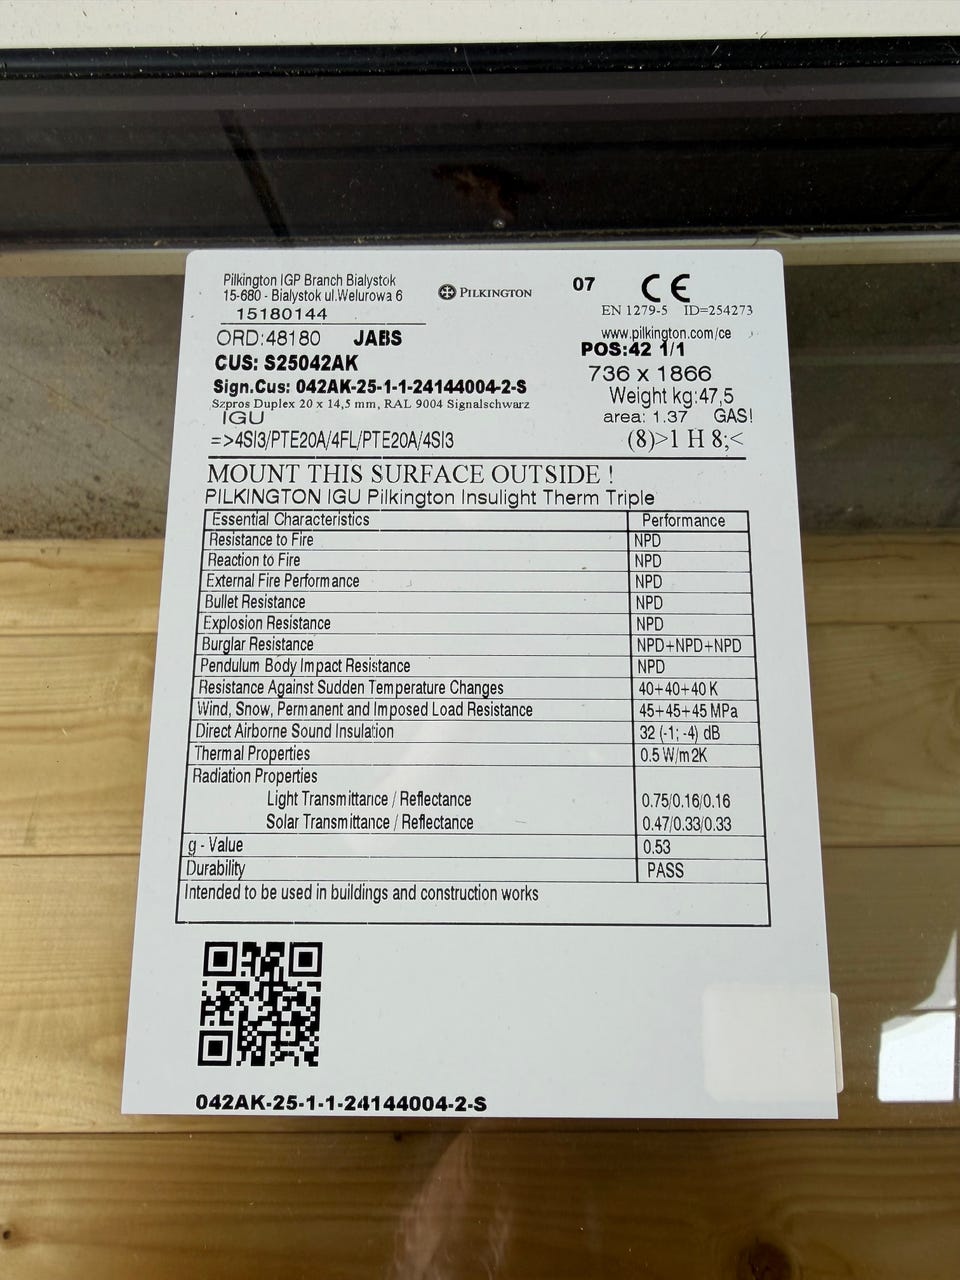 Pilkington IGP Branch Bialystok
15-680 - Bialystok ul.Welurowa 6
15180144
PILKINGTON
07 CE
EN 1279-5 ID=254273
www.pilkington.com/ce
ORD:48180 JABS
CUS: S25042AK
Sign.Cus: 042AK-25-1-1-24144004-2-S
Szpros Duplex 20 x 14,5 mm, RAL 9004 Signalschwarz
IGU
=>4SI3/PTE20A/4FL/PTE20A/4SI3
POS:42 1/1
736 x 1866
Weight kg:47,5
area: 1.37 GAS!
(8)>1 H 8;<
MOUNT THIS SURFACE OUTSIDE !
PILKINGTON IGU Pilkington Insulight Therm Triple
Essential Characteristics Performance
Resistance to Fire NPD
Reaction to Fire NPD
External Fire Performance NPD
Bullet Resistance NPD
Explosion Resistance NPD
Burglar Resistance NPD+NPD+NPD
Pendulum Body Impact Resistance NPD
Resistance Against Sudden Temperature Changes 40+40+40 K
Wind, Snow, Permanent and Imposed Load Resistance 45+45+45 MPa
Direct Airborne Sound Insulation 32 (-1; -4) dB
Thermal Properties 0.5 W/m2K
Radiation Properties
Light Transmittance / Reflectance 0.75/0.16/0.16
Solar Transmittance / Reflectance 0.47/0.33/0.33
g - Value 0.53
Durability PASS
Intended to be used in buildings and construction works
042AK-25-1-1-24144004-2-S